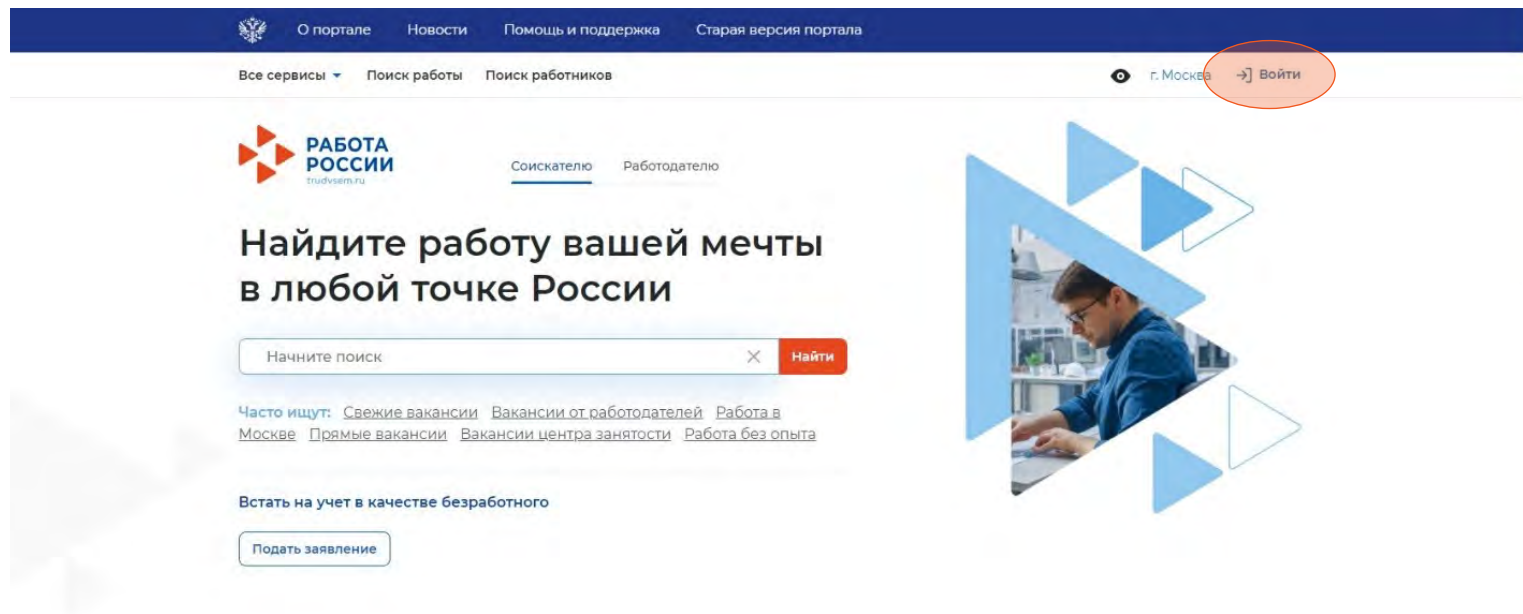 О портале Новости Помощь и поддержка Старая версия портала
Все сервисы Поиск работы Поиск работников г. Москва Войти
РАБОТА
РОССИИ
trudvsem.ru
Соискателю Работодателю
Найдите работу вашей мечты
в любой точке России
Начните поиск Найти
Часто ищут: Свежие вакансии Вакансии от работодателей Работа в
Москве Прямые вакансии Вакансии центра занятости Работа без опыта
Встать на учет в качестве безработного
Подать заявление